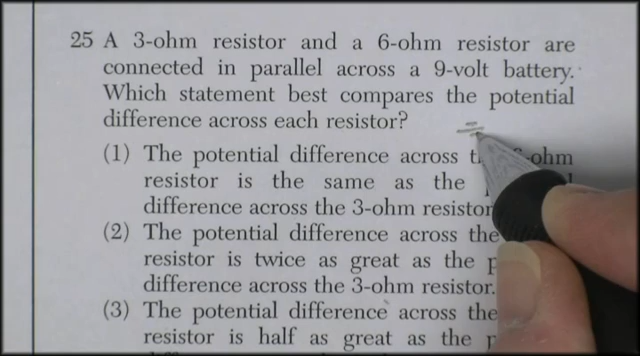 25 A 3-ohm resistor and a 6-ohm resistor are
connected in parallel across a 9-volt battery.
Which statement best compares the potential
difference across each resistor?
(1) The potential difference across -ohm
resistor is the same as the
difference across the 3-ohm resistor
(2) The potential difference across the
resistor is twice as great as the
difference across the 3-ohm resistor.
(3) The potential difference across the
resistor is half as great as the